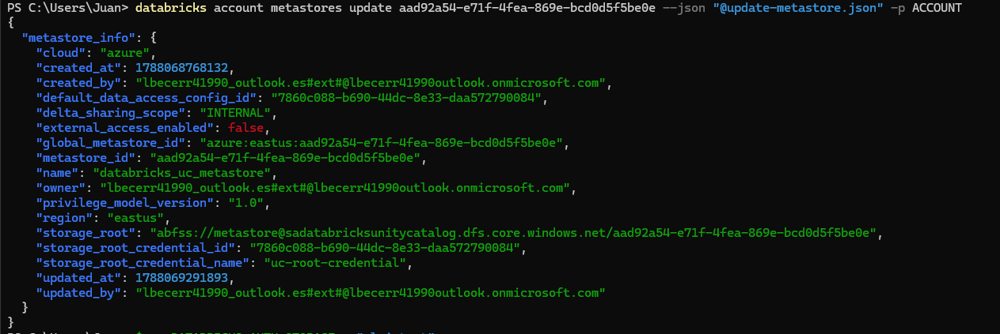 PS C:\Users\Juan> databricks account metastores update aad92a54-e71f-4fea-869e-bcd0d5f5be0e --json "@update-metastore.json" -p ACCOUNT
{
  "metastore_info": {
    "cloud": "azure",
    "created_at": 1788068768132,
    "created_by": "lbecerr41990_outlook.es#ext#@lbecerr41990outlook.onmicrosoft.com",
    "default_data_access_config_id": "7860c088-b690-44dc-8e33-daa572790084",
    "delta_sharing_scope": "INTERNAL",
    "external_access_enabled": false,
    "global_metastore_id": "azure:eastus:aad92a54-e71f-4fea-869e-bcd0d5f5be0e",
    "metastore_id": "aad92a54-e71f-4fea-869e-bcd0d5f5be0e",
    "name": "databricks_uc_metastore",
    "owner": "lbecerr41990_outlook.es#ext#@lbecerr41990outlook.onmicrosoft.com",
    "privilege_model_version": "1.0",
    "region": "eastus",
    "storage_root": "abfss://metastore@sadatabricksunitycatalog.dfs.core.windows.net/aad92a54-e71f-4fea-869e-bcd0d5f5be0e",
    "storage_root_credential_id": "7860c088-b690-44dc-8e33-daa572790084",
    "storage_root_credential_name": "uc-root-credential",
    "updated_at": 1788069291893,
    "updated_by": "lbecerr41990_outlook.es#ext#@lbecerr41990outlook.onmicrosoft.com"
  }
}